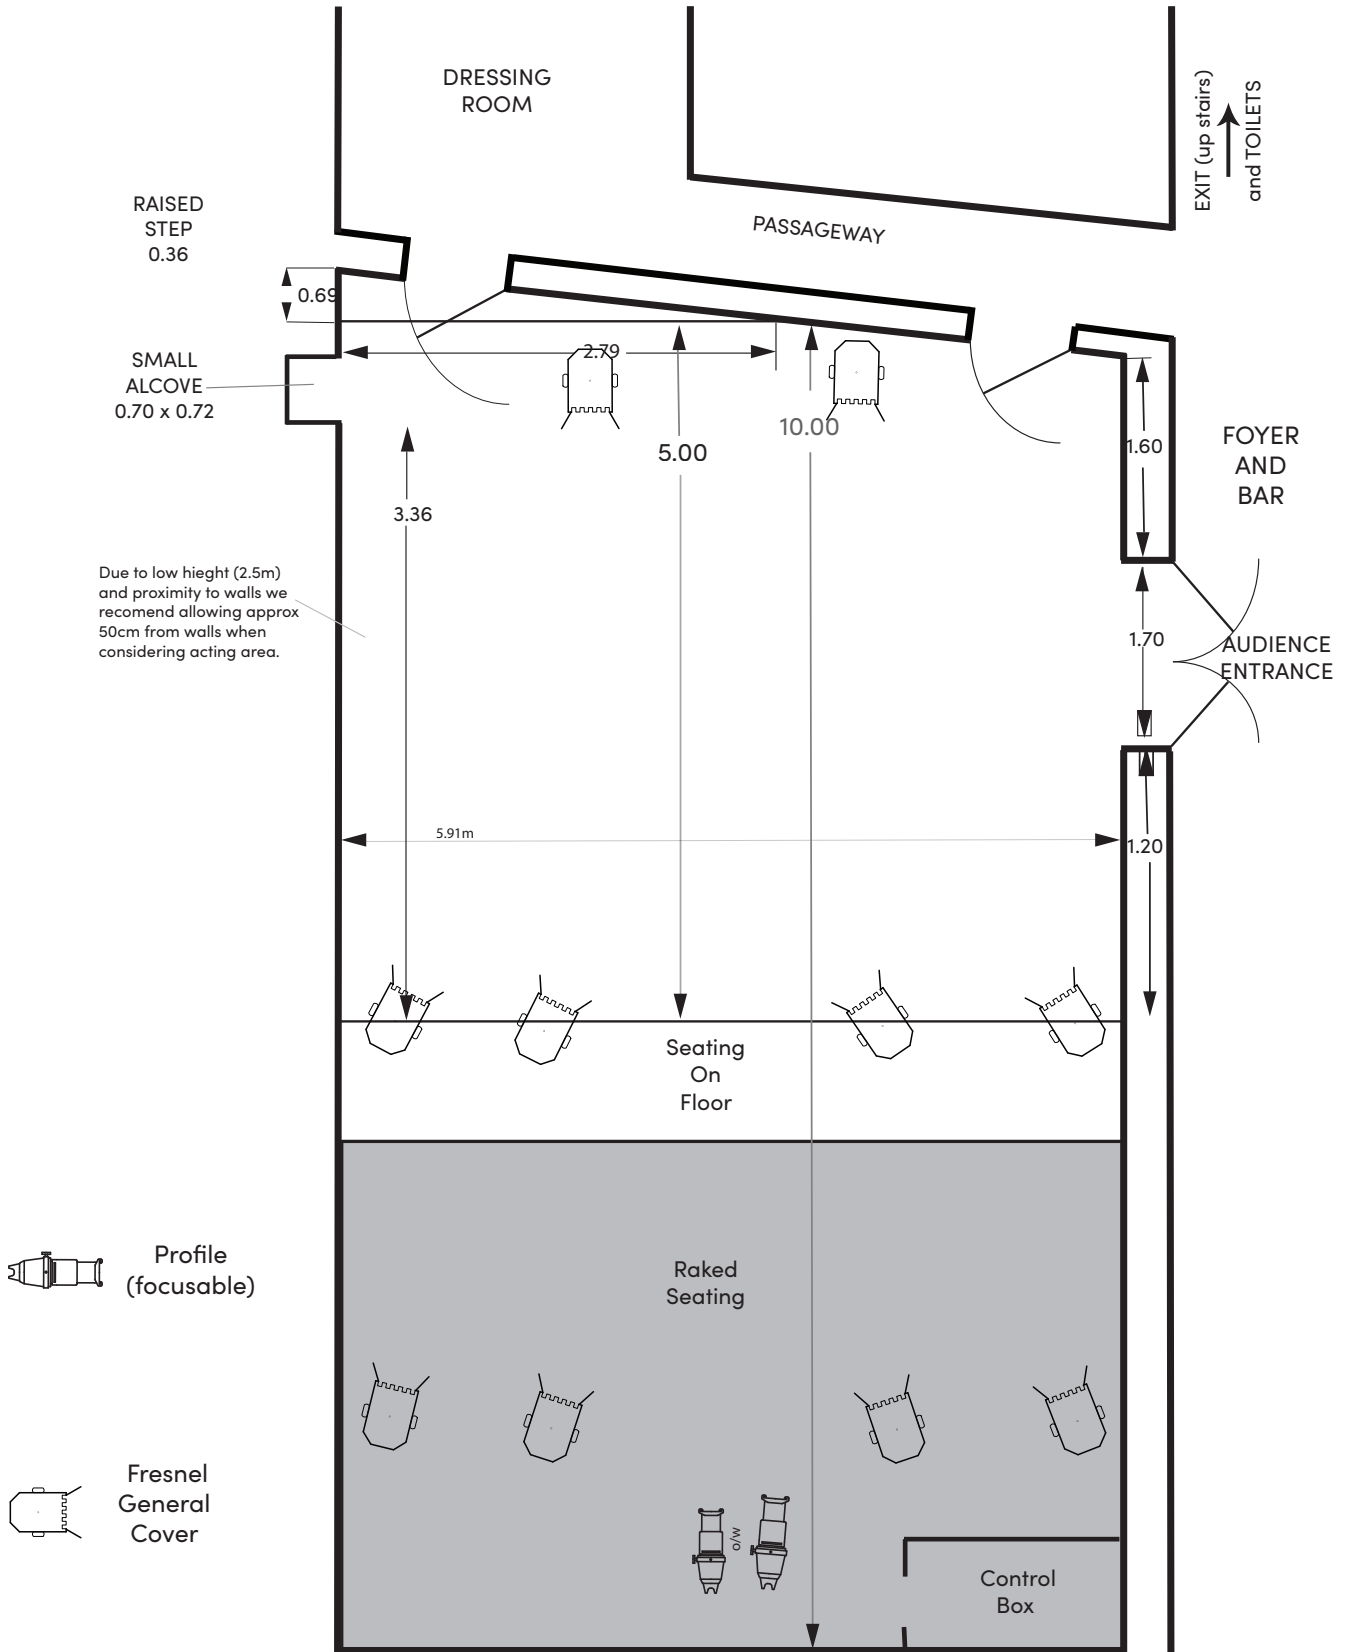 DRESSING
ROOM
EXIT (up stairs)
and TOILETS
PASSAGEWAY
RAISED
STEP
0.36
0.69
2.79
SMALL
ALCOVE
0.70 x 0.72
10.00
5.00
1.60
FOYER
AND
BAR
3.36
Due to low hieght (2.5m)
and proximity to walls we
recomend allowing approx
50cm from walls when
considering acting area.
1.70
AUDIENCE
ENTRANCE
5.91m
1.20
Seating
On
Floor
Profile
(focusable)
Raked
Seating
Fresnel
General
Cover
o/w
Control
Box